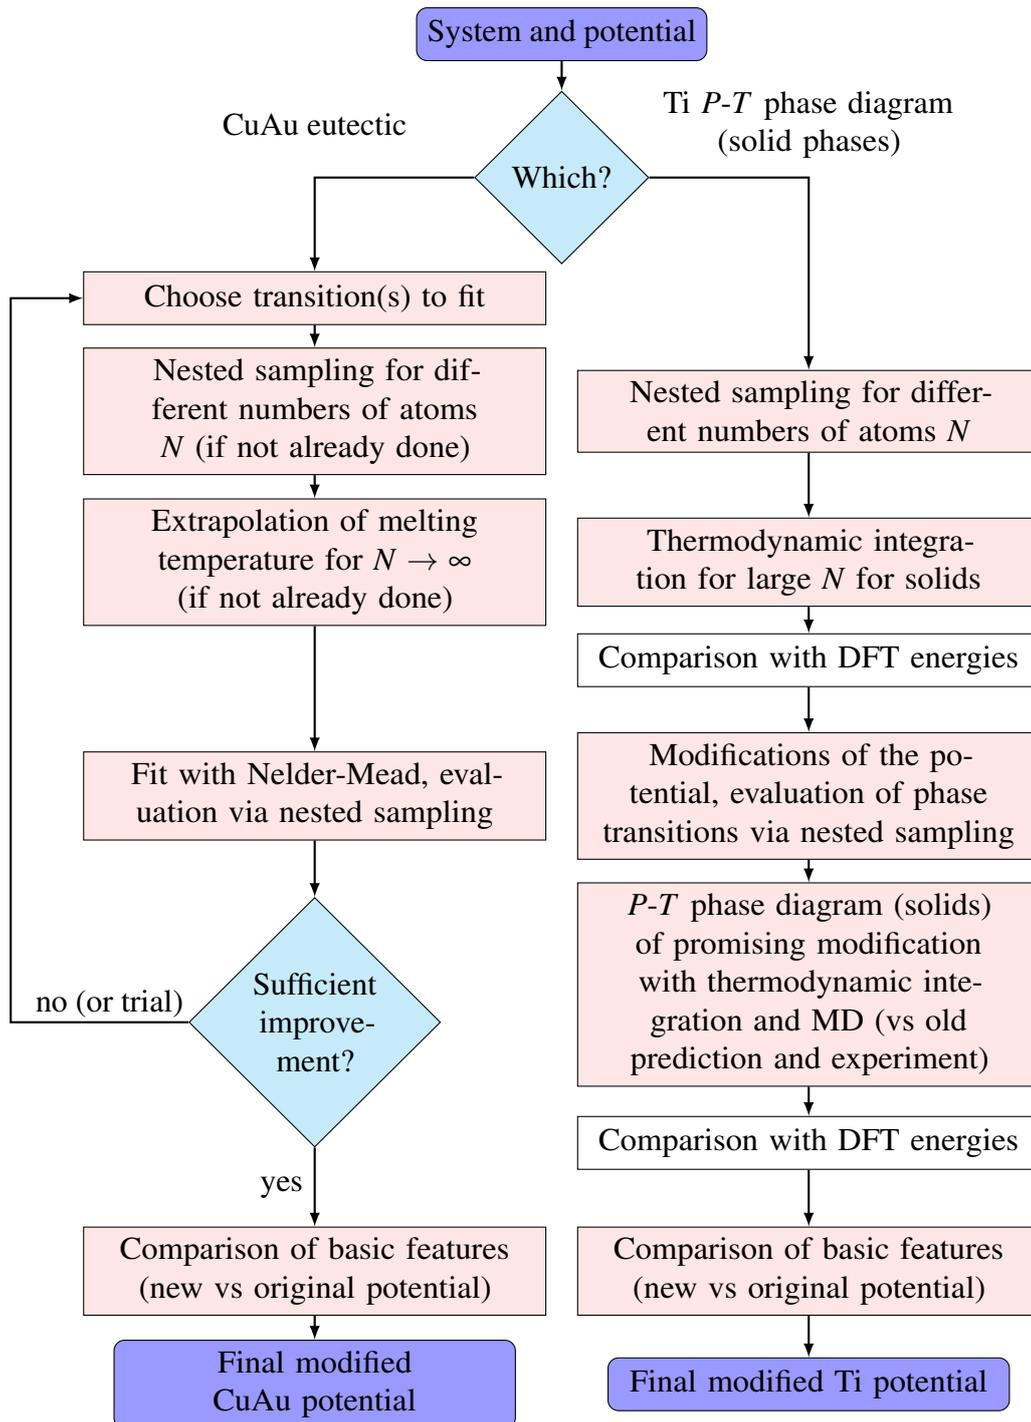 System and potential
CuAu eutectic
Ti P-T phase diagram
(solid phases)
Which?
Choose transition(s) to fit
Nested sampling for dif-
ferent numbers of atoms
N (if not already done)
Extrapolation of melting
temperature for N → ∞
(if not already done)
Fit with Nelder-Mead, eval-
uation via nested sampling
Sufficient
improve-
ment?
no (or trial)
yes
Comparison of basic features
(new vs original potential)
Final modified
CuAu potential
Nested sampling for differ-
ent numbers of atoms N
Thermodynamic integra-
tion for large N for solids
Comparison with DFT energies
Modifications of the po-
tential, evaluation of phase
transitions via nested sampling
P-T phase diagram (solids)
of promising modification
with thermodynamic inte-
gration and MD (vs old
prediction and experiment)
Comparison with DFT energies
Comparison of basic features
(new vs original potential)
Final modified Ti potential